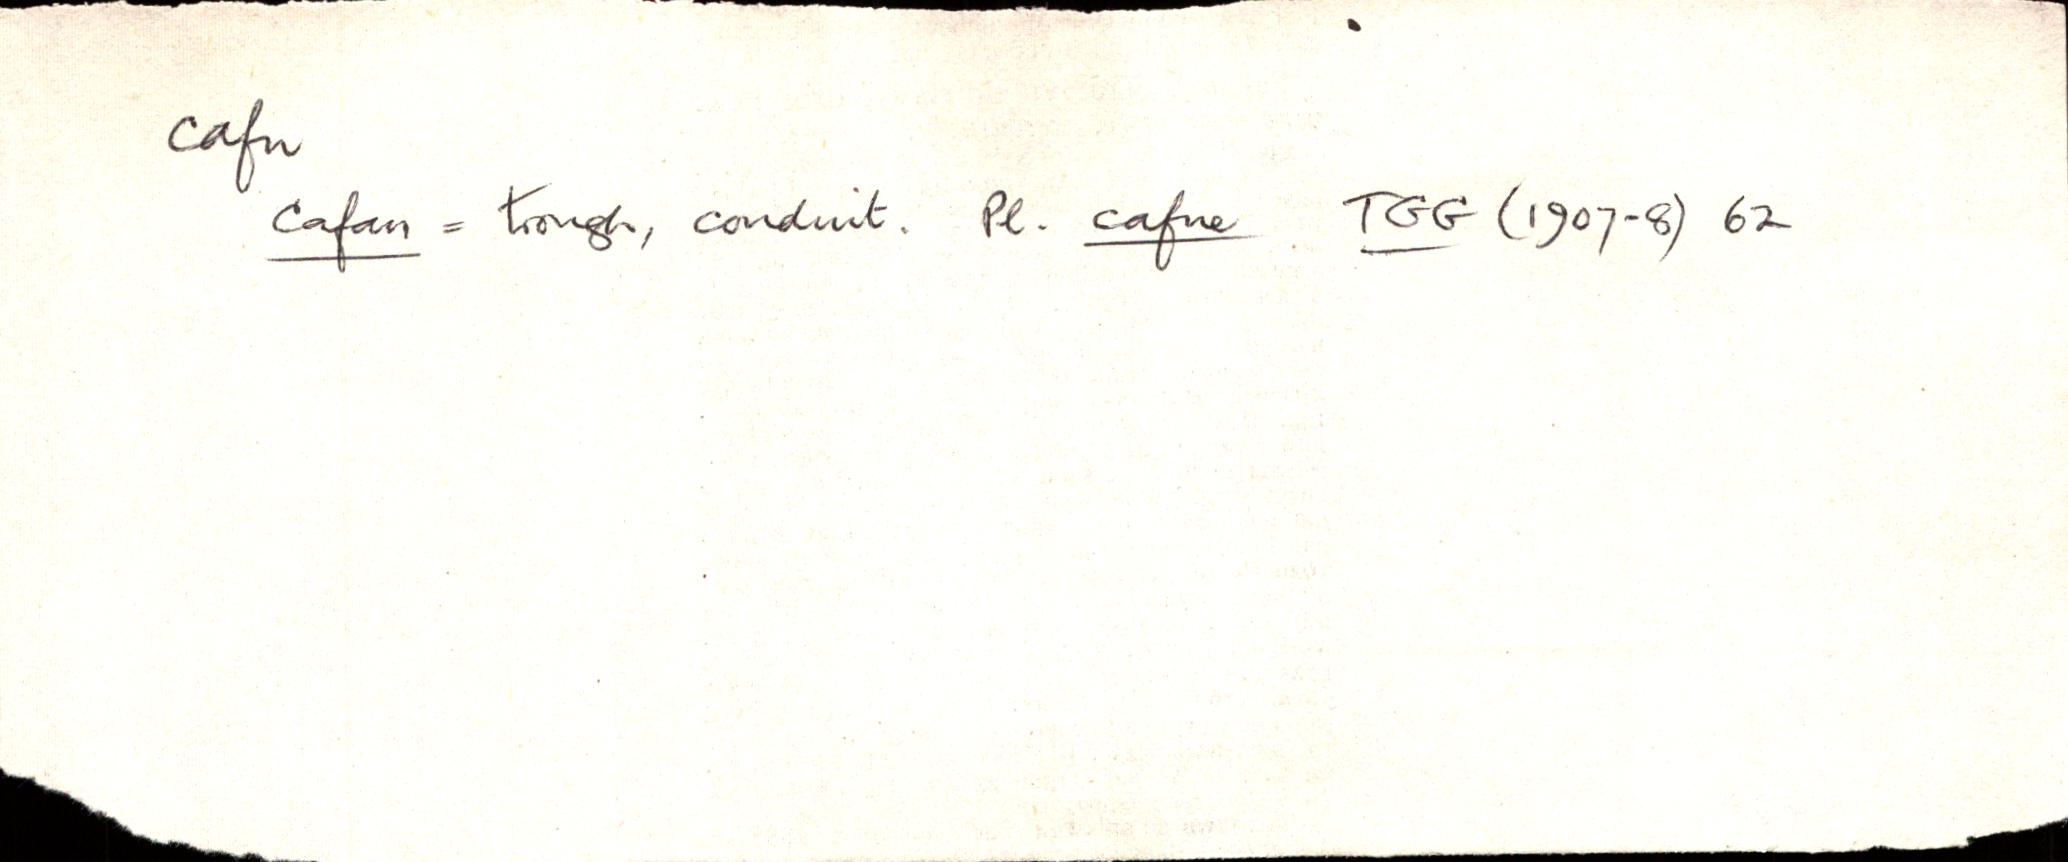 cafn
cafan = trough, conduit. Pl. cafne TGG (1907-8) 62